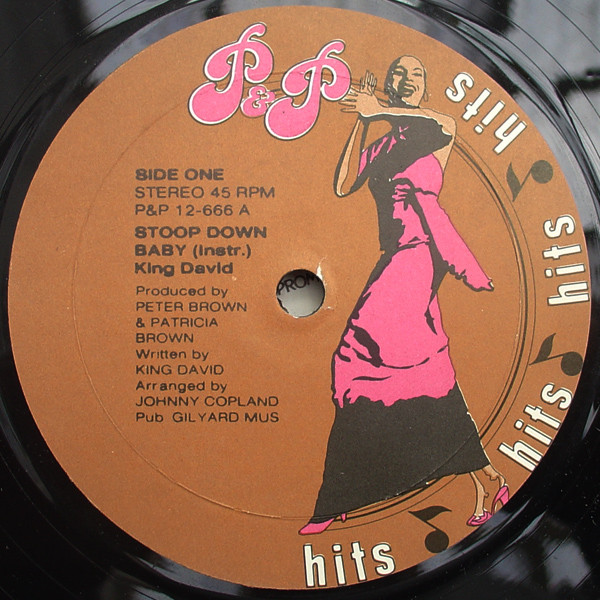 P&P
SIDE ONE
STEREO 45 RPM
P&P 12-666 A
STOOP DOWN
BABY (Instr.)
King David
Produced by
PETER BROWN
& PATRICIA
BROWN
Written by
KING DAVID
Arranged by
JOHNNY COPLAND
Pub GILYARD MUS
PROM
hits
hits
hits
hits